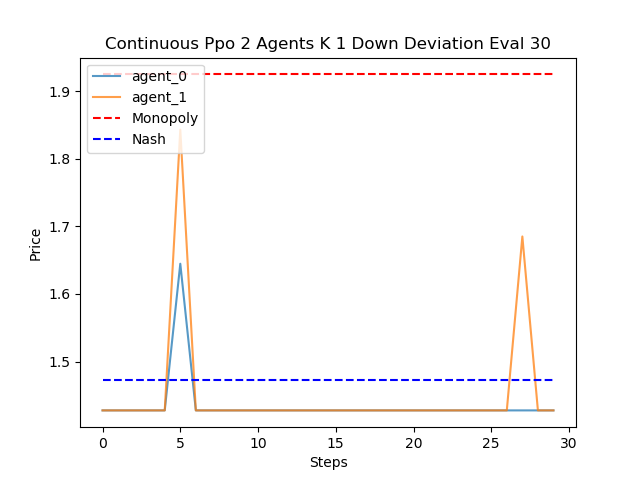 Continuous Ppo 2 Agents K 1 Down Deviation Eval 30
agent_0
agent_1
Monopoly
Nash
1.9
1.8
1.7
1.6
1.5
Price
0 5 10 15 20 25 30
Steps